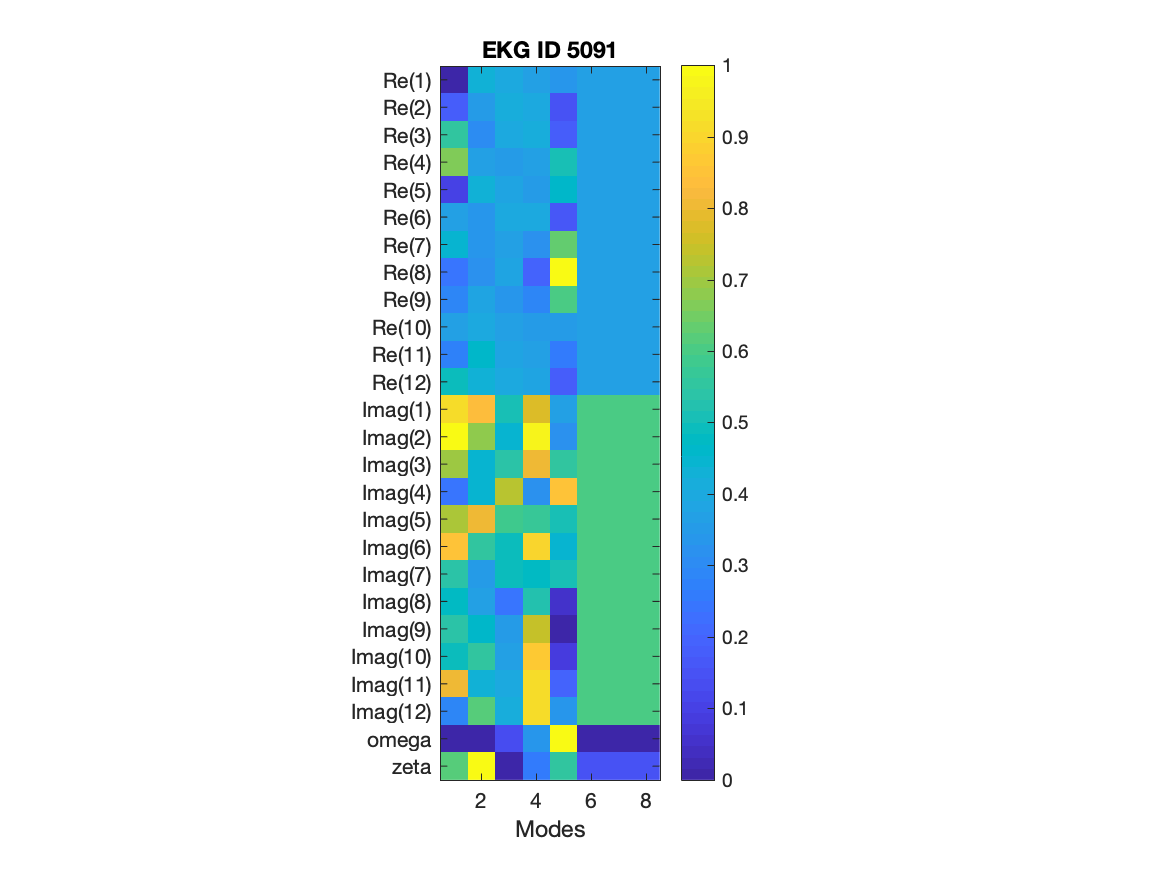 EKG ID 5091
Re(1)
Re(2)
Re(3)
Re(4)
Re(5)
Re(6)
Re(7)
Re(8)
Re(9)
Re(10)
Re(11)
Re(12)
Imag(1)
Imag(2)
Imag(3)
Imag(4)
Imag(5)
Imag(6)
Imag(7)
Imag(8)
Imag(9)
Imag(10)
Imag(11)
Imag(12)
omega
zeta
2 4 6 8
Modes
1
0.9
0.8
0.7
0.6
0.5
0.4
0.3
0.2
0.1
0